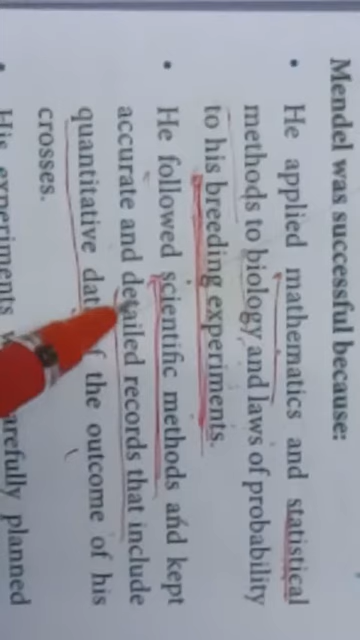 Mendel was successful because:
• He applied mathematics and statistical
methods to biology and laws of probability
to his breeding experiments.
• He followed scientific methods and kept
accurate and detailed records that include
quantitative dat f the outcome of his
crosses.
• His experiments w refully planned